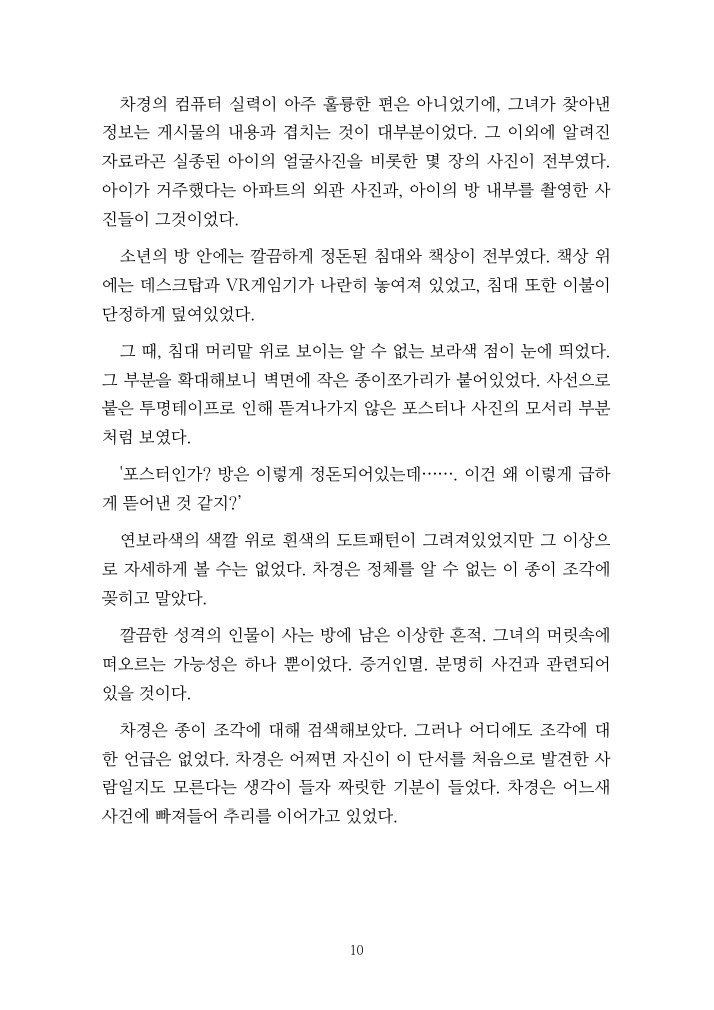 차경의 컴퓨터 실력이 아주 훌륭한 편은 아니었기에, 그녀가 찾아낸
정보는 게시물의 내용과 겹치는 것이 대부분이었다. 그 이외에 알려진
자료라곤 실종된 아이의 얼굴사진을 비롯한 몇 장의 사진이 전부였다.
아이가 거주했다는 아파트의 외관 사진과, 아이의 방 내부를 촬영한 사
진들이 그것이었다.
소년의 방 안에는 깔끔하게 정돈된 침대와 책상이 전부였다. 책상 위
에는 데스크탑과 VR게임기가 나란히 놓여져 있었고, 침대 또한 이불이
단정하게 덮여있었다.
그 때, 침대 머리맡 위로 보이는 알 수 없는 보라색 점이 눈에 띄었다.
그 부분을 확대해보니 벽면에 작은 종이쪼가리가 붙어있었다. 사선으로
붙은 투명테이프로 인해 뜯겨나가지 않은 포스터나 사진의 모서리 부분
처럼 보였다.
'포스터인가? 방은 이렇게 정돈되어있는데……. 이건 왜 이렇게 급하
게 뜯어낸 것 같지?’
연보라색의 색깔 위로 흰색의 도트패턴이 그려져있었지만 그 이상으
로 자세하게 볼 수는 없었다. 차경은 정체를 알 수 없는 이 종이 조각에
꽂히고 말았다.
깔끔한 성격의 인물이 사는 방에 남은 이상한 흔적. 그녀의 머릿속에
떠오르는 가능성은 하나 뿐이었다. 증거인멸. 분명히 사건과 관련되어
있을 것이다.
차경은 종이 조각에 대해 검색해보았다. 그러나 어디에도 조각에 대
한 언급은 없었다. 차경은 어쩌면 자신이 이 단서를 처음으로 발견한 사
람일지도 모른다는 생각이 들자 짜릿한 기분이 들었다. 차경은 어느새
사건에 빠져들어 추리를 이어가고 있었다.
10